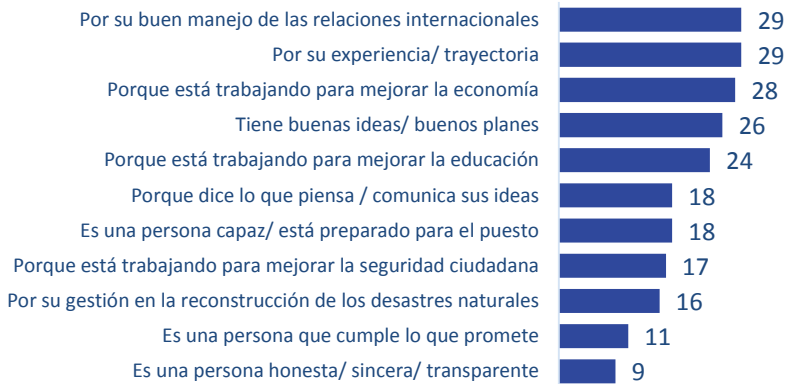 Por su buen manejo de las relaciones internacionales 29
Por su experiencia/ trayectoria 29
Porque está trabajando para mejorar la economía 28
Tiene buenas ideas/ buenos planes 26
Porque está trabajando para mejorar la educación 24
Porque dice lo que piensa / comunica sus ideas 18
Es una persona capaz/ está preparado para el puesto 18
Porque está trabajando para mejorar la seguridad ciudadana 17
Por su gestión en la reconstrucción de los desastres naturales 16
Es una persona que cumple lo que promete 11
Es una persona honesta/ sincera/ transparente 9